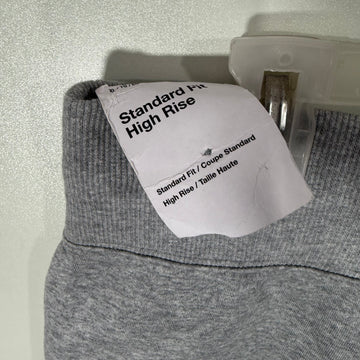 Standard Fit
High Rise
Standard Fit / Coupe Standard
High Rise / Taille Haute